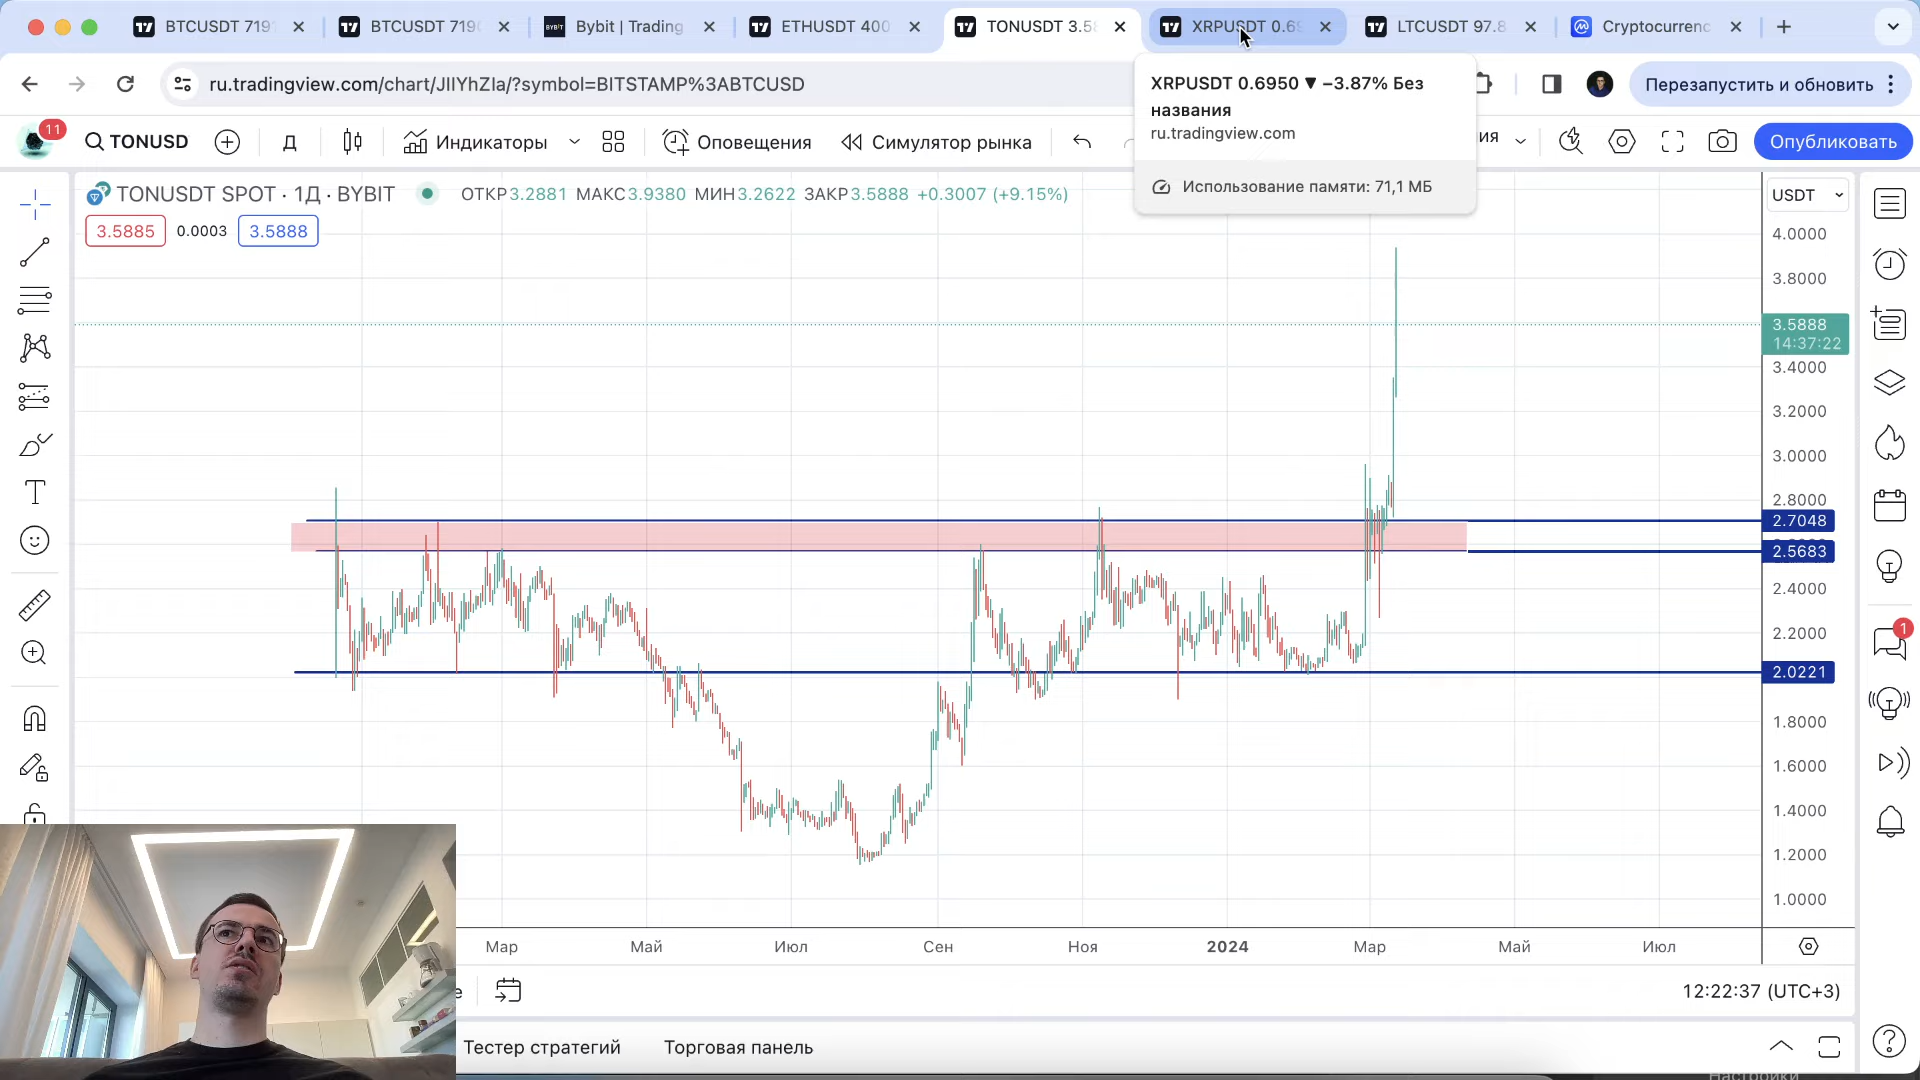 BTCUSDT 719
BTCUSDT 719
BYBIT
Bybit | Trading
ETHUSDT 400
TONUSDT 3.58
XRPUSDT 0.69
LTCUSDT 97.8
Cryptocurrenc
ru.tradingview.com/chart/JIIYhZIa/?symbol=BITSTAMP%3ABTCUSD
Перезапустить и обновить
XRPUSDT 0.6950 ▼ −3.87% Без
названия
ru.tradingview.com
Использование памяти: 71,1 МБ
11
TONUSD
Д
Индикаторы
Оповещения
Симулятор рынка
ия
Опубликовать
TONUSDT SPOT · 1Д · BYBIT
ОТКР3.2881 МАКС3.9380 МИН3.2622 ЗАКР3.5888 +0.3007 (+9.15%)
USDT
3.5885
0.0003
3.5888
4.0000
3.8000
3.5888
14:37:22
3.4000
3.2000
3.0000
2.8000
2.7048
2.5683
2.4000
2.2000
2.0221
1.8000
1.6000
1.4000
1.2000
1.0000
1
Мар
Май
Июл
Сен
Ноя
2024
Мар
Май
Июл
е
12:22:37 (UTC+3)
Тестер стратегий
Торговая панель
Настройки